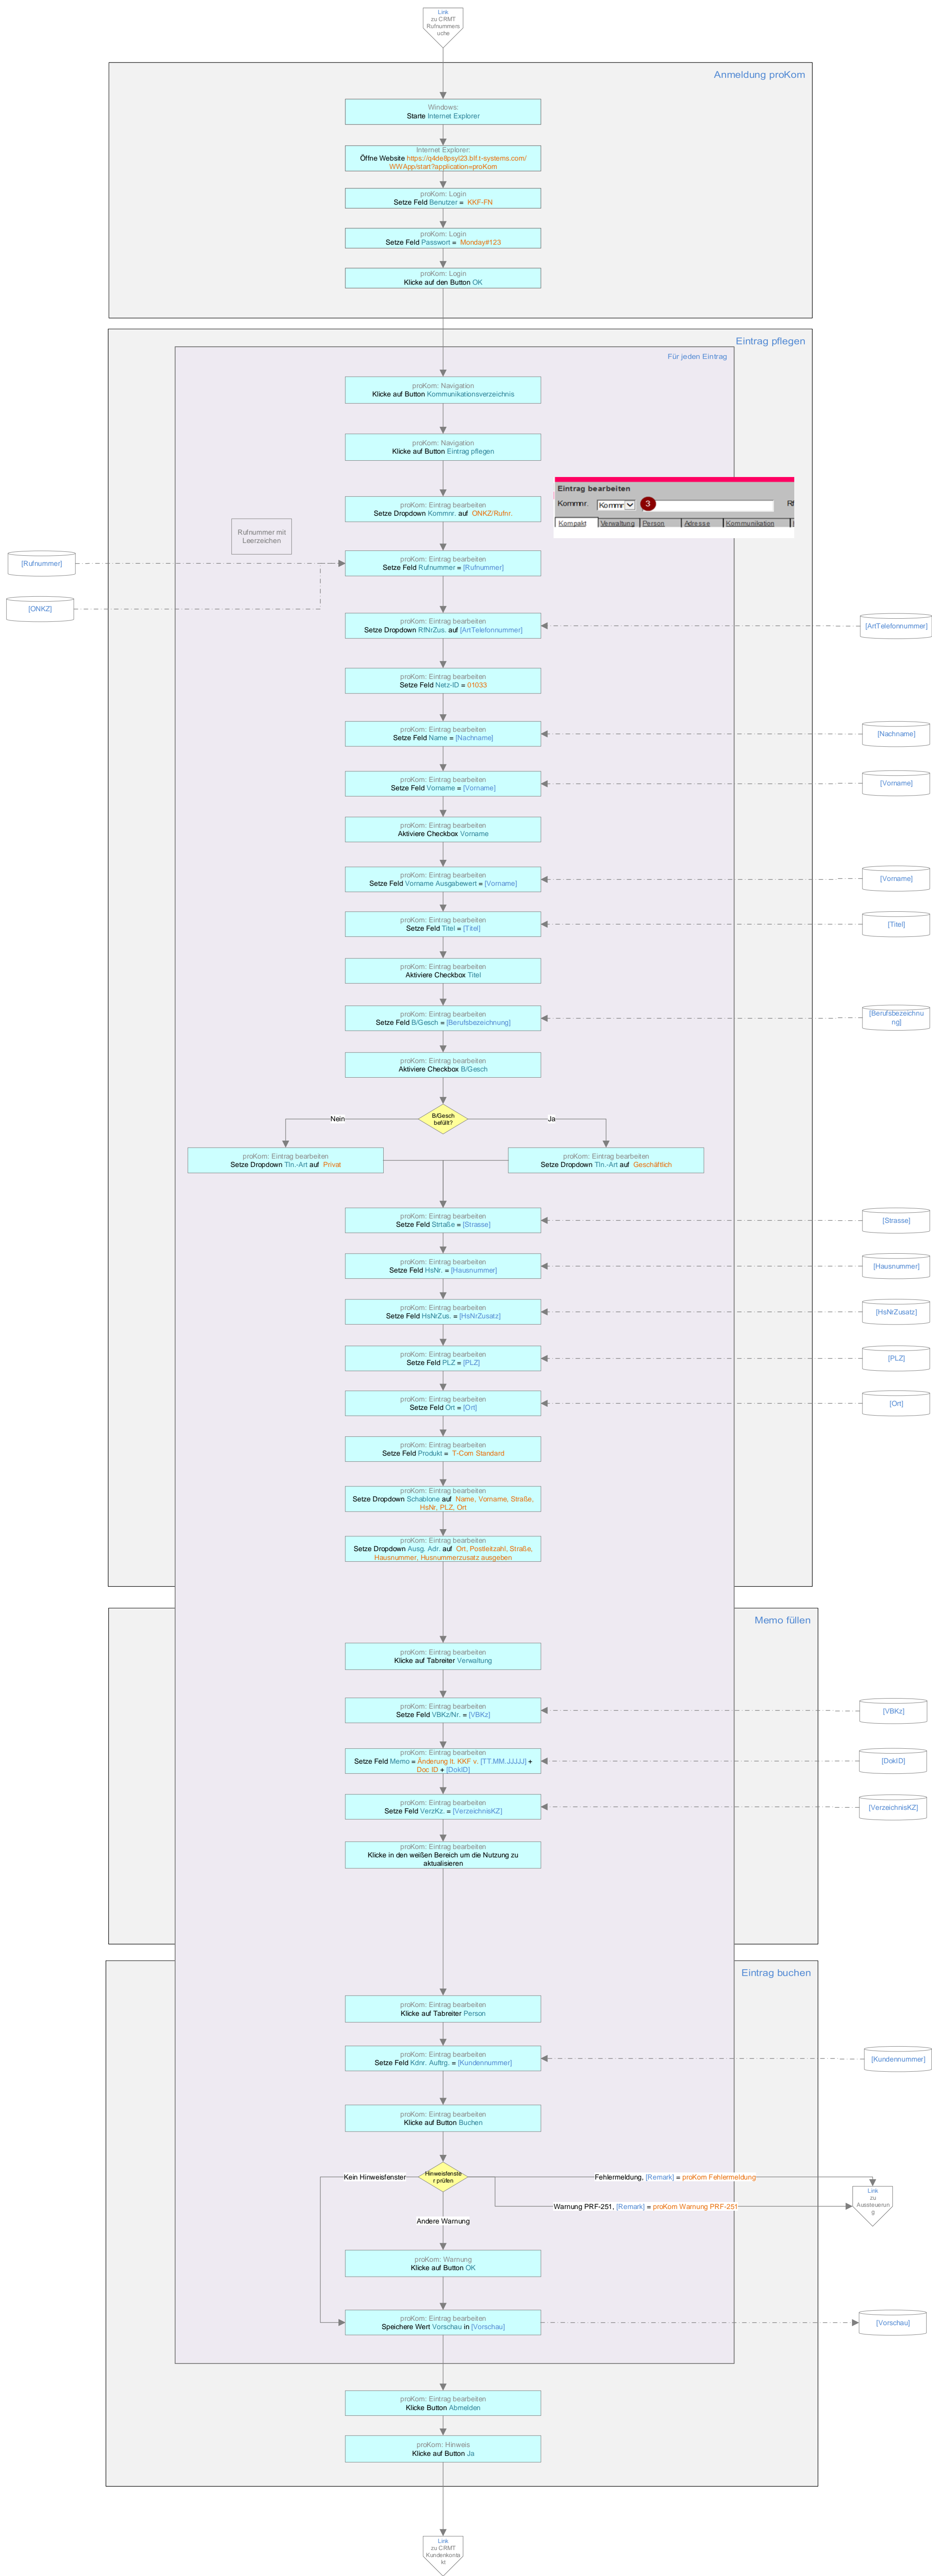 Link
zu CRMT
Rufnummers
uche
Anmeldung proKom
Windows:
Starte Internet Explorer
Internet Explorer:
Öffne Website https://q4de8psyl23.blf.t-systems.com/
WWApp/start?application=proKom
proKom: Login
Setze Feld Benutzer = KKF-FN
proKom: Login
Setze Feld Passwort = Monday#123
proKom: Login
Klicke auf den Button OK
Eintrag pflegen
Für jeden Eintrag
proKom: Navigation
Klicke auf Button Kommunikationsverzeichnis
proKom: Navigation
Klicke auf Button Eintrag pflegen
Eintrag bearbeiten
Kommnr. Kommr 3 Rf
Kompakt Verwaltung Person Adresse Kommunikation
proKom: Eintrag bearbeiten
Setze Dropdown Kommnr. auf ONKZ/Rufnr.
Rufnummer mit
Leerzeichen
[Rufnummer]
proKom: Eintrag bearbeiten
Setze Feld Rufnummer = [Rufnummer]
[ONKZ]
proKom: Eintrag bearbeiten
Setze Dropdown RfNrZus. auf [ArtTelefonnummer]
[ArtTelefonnummer]
proKom: Eintrag bearbeiten
Setze Feld Netz-ID = 01033
proKom: Eintrag bearbeiten
Setze Feld Name = [Nachname]
[Nachname]
proKom: Eintrag bearbeiten
Setze Feld Vorname = [Vorname]
[Vorname]
proKom: Eintrag bearbeiten
Aktiviere Checkbox Vorname
proKom: Eintrag bearbeiten
Setze Feld Vorname Ausgabewert = [Vorname]
[Vorname]
proKom: Eintrag bearbeiten
Setze Feld Titel = [Titel]
[Titel]
proKom: Eintrag bearbeiten
Aktiviere Checkbox Titel
proKom: Eintrag bearbeiten
Setze Feld B/Gesch = [Berufsbezeichnung]
[Berufsbezeichnu
ng]
proKom: Eintrag bearbeiten
Aktiviere Checkbox B/Gesch
B/Gesch
befüllt?
Nein
Ja
proKom: Eintrag bearbeiten
Setze Dropdown Tln.-Art auf Privat
proKom: Eintrag bearbeiten
Setze Dropdown Tln.-Art auf Geschäftlich
proKom: Eintrag bearbeiten
Setze Feld Strtaße = [Strasse]
[Strasse]
proKom: Eintrag bearbeiten
Setze Feld HsNr. = [Hausnummer]
[Hausnummer]
proKom: Eintrag bearbeiten
Setze Feld HsNrZus. = [HsNrZusatz]
[HsNrZusatz]
proKom: Eintrag bearbeiten
Setze Feld PLZ = [PLZ]
[PLZ]
proKom: Eintrag bearbeiten
Setze Feld Ort = [Ort]
[Ort]
proKom: Eintrag bearbeiten
Setze Feld Produkt = T-Com Standard
proKom: Eintrag bearbeiten
Setze Dropdown Schablone auf Name, Vorname, Straße,
HsNr, PLZ, Ort
proKom: Eintrag bearbeiten
Setze Dropdown Ausg. Adr. auf Ort, Postleitzahl, Straße,
Hausnummer, Husnummerzusatz ausgeben
Memo füllen
proKom: Eintrag bearbeiten
Klicke auf Tabreiter Verwaltung
proKom: Eintrag bearbeiten
Setze Feld VBKz/Nr. = [VBKz]
[VBKz]
proKom: Eintrag bearbeiten
Setze Feld Memo = Änderung lt. KKF v. [TT.MM.JJJJJ] +
Doc ID + [DokID]
[DokID]
proKom: Eintrag bearbeiten
Setze Feld VerzKz. = [VerzeichnisKZ]
[VerzeichnisKZ]
proKom: Eintrag bearbeiten
Klicke in den weißen Bereich um die Nutzung zu
aktualisieren
Eintrag buchen
proKom: Eintrag bearbeiten
Klicke auf Tabreiter Person
proKom: Eintrag bearbeiten
Setze Feld Kdnr. Auftrg. = [Kundennummer]
[Kundennummer]
proKom: Eintrag bearbeiten
Klicke auf Button Buchen
Hinweisfenste
r prüfen
Kein Hinweisfenster
Fehlermeldung, [Remark] = proKom Fehlermeldung
Warnung PRF-251, [Remark] = proKom Warnung PRF-251
Link
zu
Aussteuerun
g
Andere Warnung
proKom: Warnung
Klicke auf Button OK
proKom: Eintrag bearbeiten
Speichere Wert Vorschau in [Vorschau]
[Vorschau]
proKom: Eintrag bearbeiten
Klicke Button Abmelden
proKom: Hinweis
Klicke auf Button Ja
Link
zu CRMT
Kundenkonta
kt